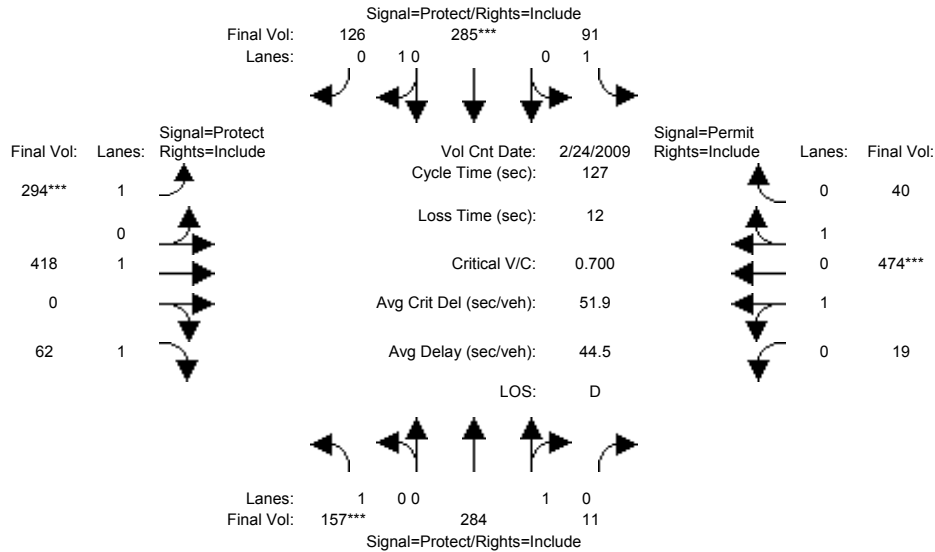 Signal=Protect/Rights=Include
Final Vol: 126 285*** 91
Lanes: 0 1 0 0 1
Signal=Protect Signal=Permit
Final Vol: Lanes: Rights=Include Vol Cnt Date: 2/24/2009 Rights=Include Lanes: Final Vol:
Cycle Time (sec): 127
294*** 1 0 40
Loss Time (sec): 12
0 1
418 1 Critical V/C: 0.700 0 474***
0 Avg Crit Del (sec/veh): 51.9 1
62 1 Avg Delay (sec/veh): 44.5 0 19
LOS: D
Lanes: 1 0 0 1 0
Final Vol: 157*** 284 11
Signal=Protect/Rights=Include